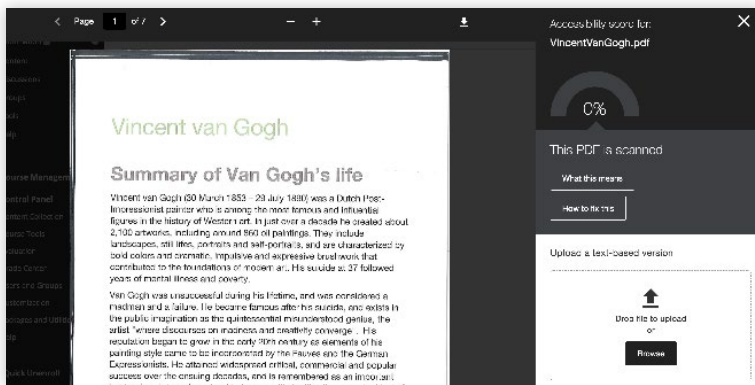 Page 1 of 7
Accessibility score for:
VincentVanGogh.pdf
0%
This PDF is scanned
What this means
How to fix this
Upload a text-based version
Drop file to upload
or
Browse
Vincent van Gogh
Summary of Van Gogh's life
Vincent van Gogh (30 March 1853 – 29 July 1890) was a Dutch Post-
Impressionist painter who is among the most famous and influential
figures in the history of Western art. In just over a decade he created about
2,100 artworks, including around 860 oil paintings. They include
landscapes, still lifes, portraits and self-portraits, and are characterized by
bold colors and dramatic, impulsive and expressive brushwork that
contributed to the foundations of modern art. His suicide at 37 followed
years of mental illness and poverty.
Van Gogh was unsuccessful during his lifetime, and was considered a
madman and a failure. He became famous after his suicide, and exists in
the public imagination as the quintessential misunderstood genius, the
artist "where discourses on madness and creativity converge". His
reputation began to grow in the early 20th century as elements of his
painting style came to be incorporated by the Fauves and the German
Expressionists. He attained widespread critical, commercial and popular
success over the ensuing decades, and is remembered as an important
Control Panel
Content Collection
Course Tools
Evaluation
Grade Center
Users and Groups
Customization
Packages and Utilities
Help
Quick Unenroll